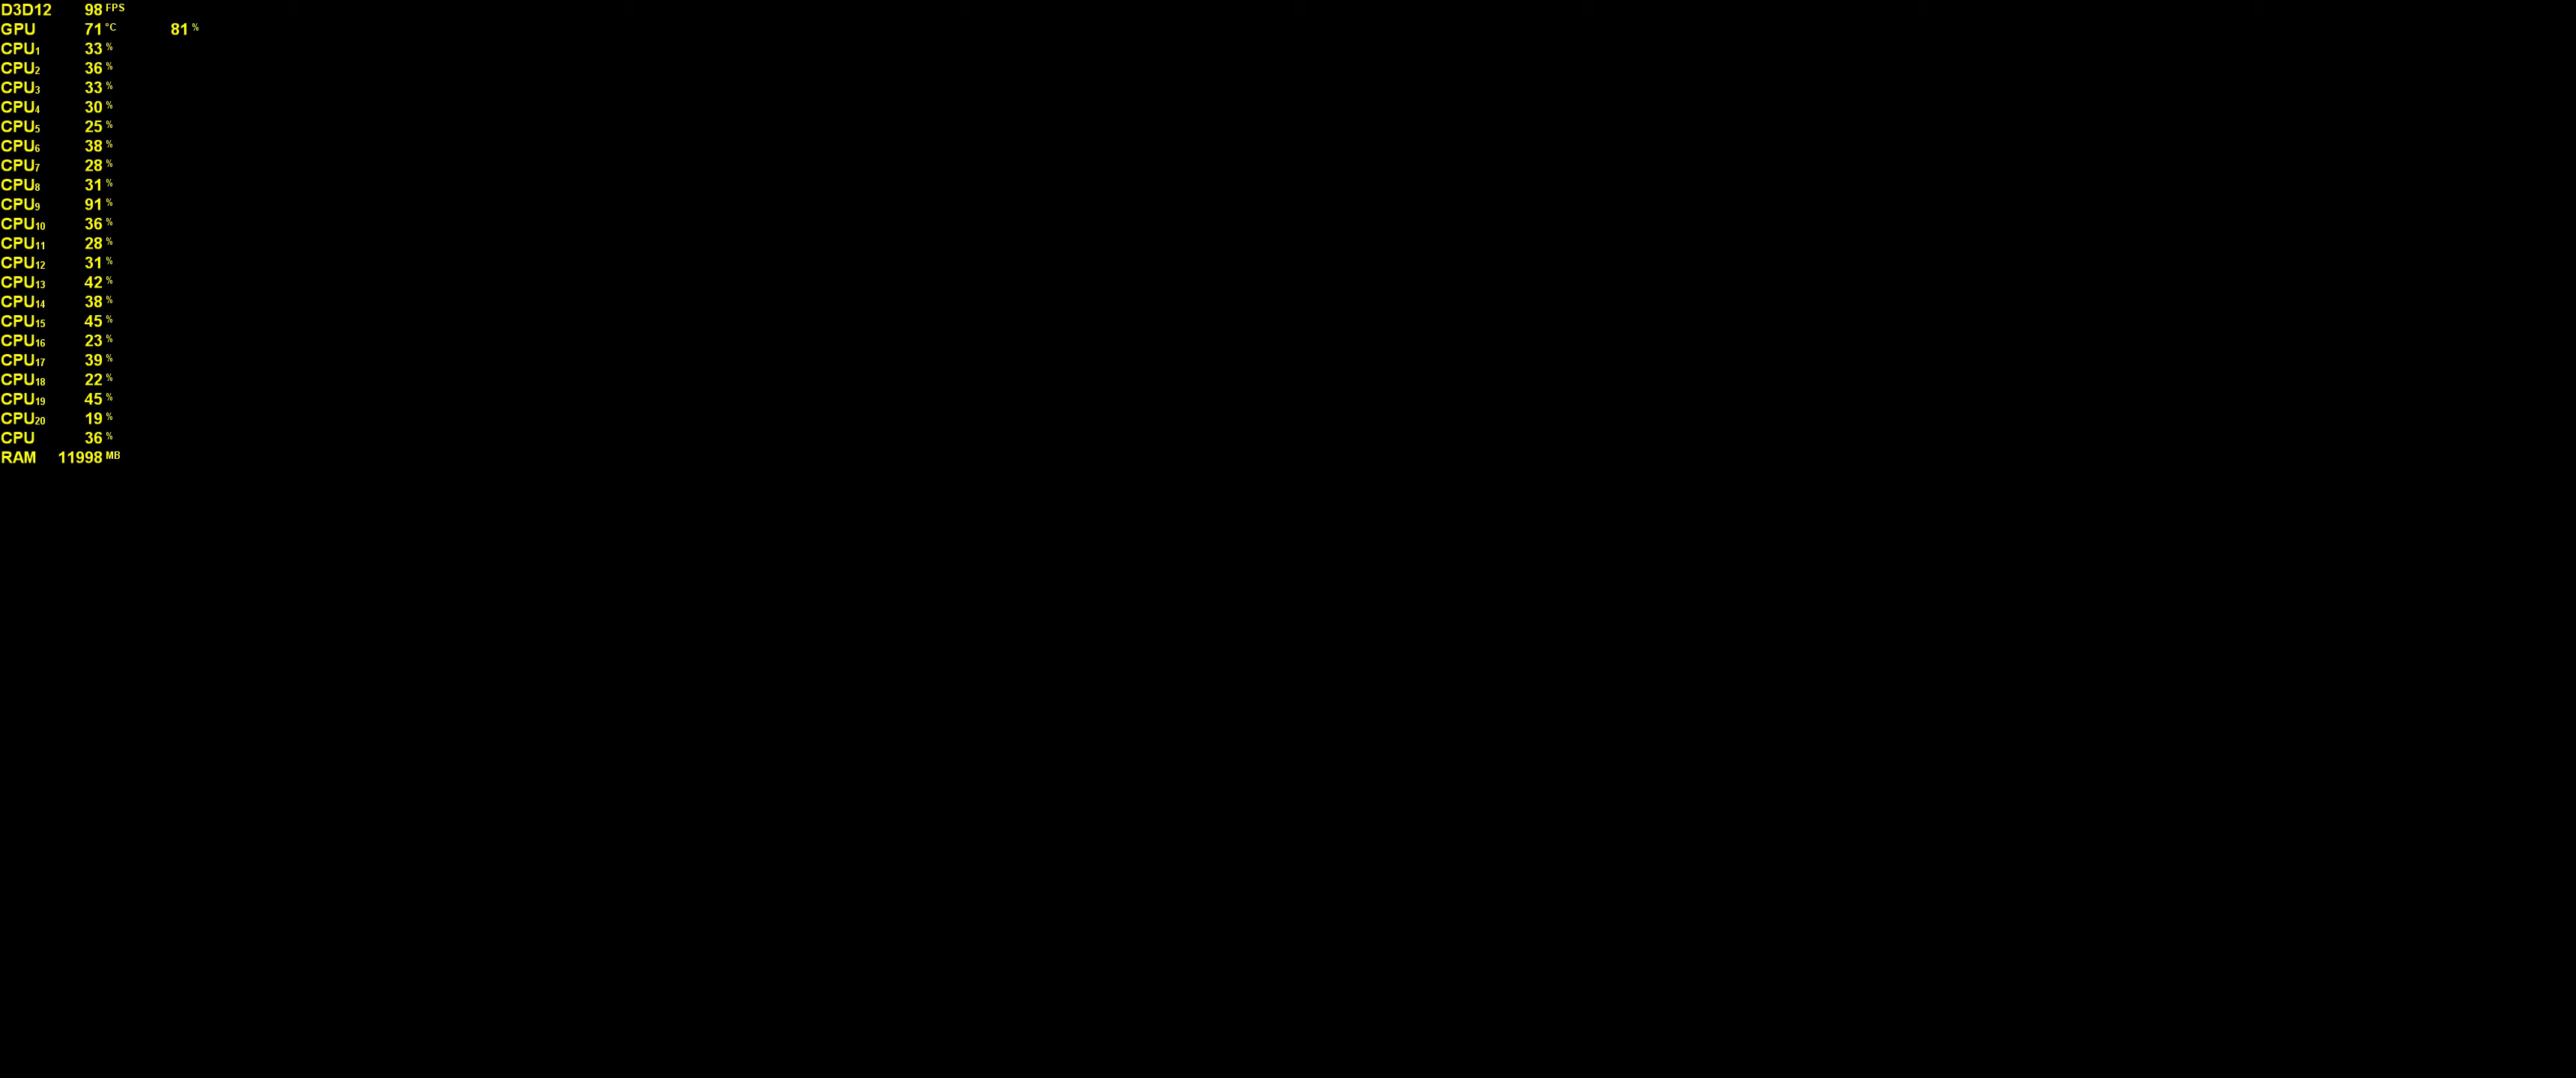 D3D12 98 FPS
GPU 71 °C 81 %
CPU1 33 %
CPU2 36 %
CPU3 33 %
CPU4 30 %
CPU5 25 %
CPU6 38 %
CPU7 28 %
CPU8 31 %
CPU9 91 %
CPU10 36 %
CPU11 28 %
CPU12 31 %
CPU13 42 %
CPU14 38 %
CPU15 45 %
CPU16 23 %
CPU17 39 %
CPU18 22 %
CPU19 45 %
CPU20 19 %
CPU 36 %
RAM 11998 MB